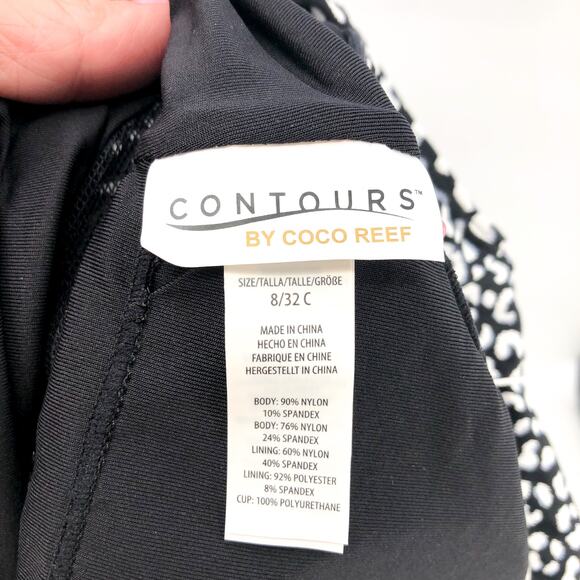 CONTOURS™
BY COCO REEF
SIZE/TALLA/TALLE/GRÖßE
8/32 C
MADE IN CHINA
HECHO EN CHINA
FABRIQUE EN CHINE
HERGESTELLT IN CHINA
BODY: 90% NYLON
10% SPANDEX
BODY: 76% NYLON
24% SPANDEX
LINING: 60% NYLON
40% SPANDEX
LINING: 92% POLYESTER
8% SPANDEX
CUP: 100% POLYURETHANE